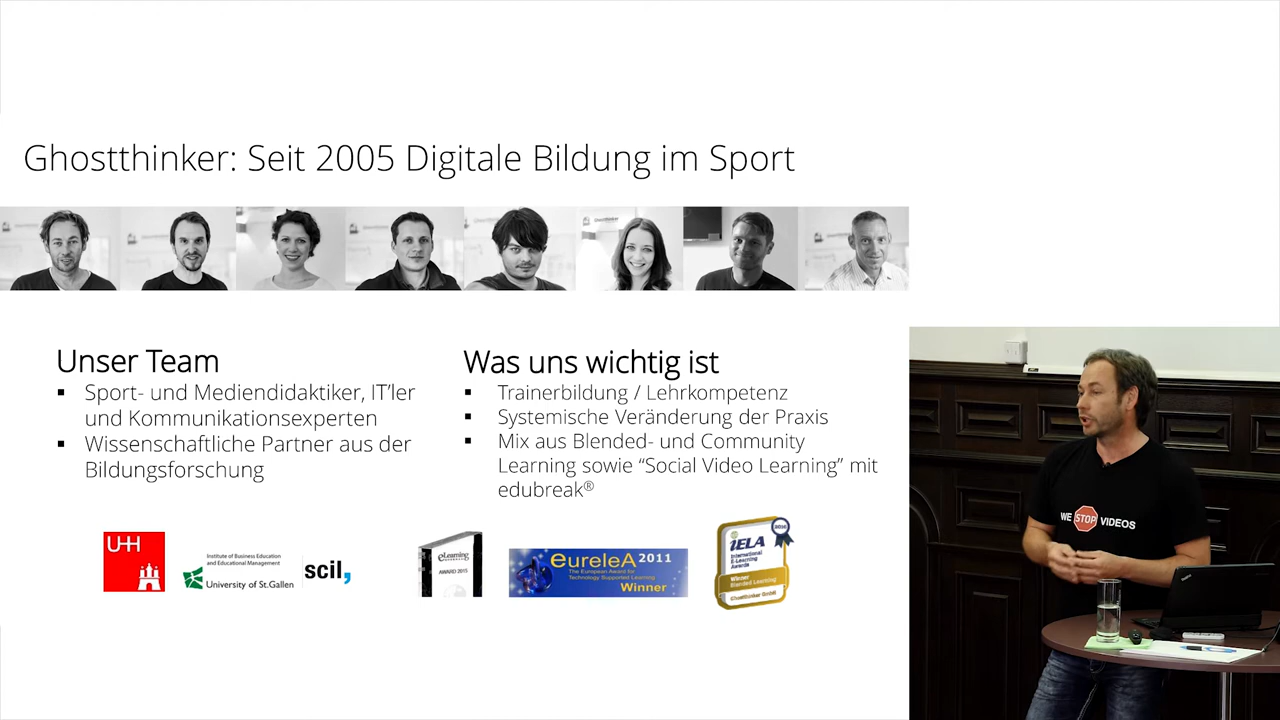 Ghostthinker: Seit 2005 Digitale Bildung im Sport
Unser Team
▪ Sport- und Mediendidaktiker, IT’ler
und Kommunikationsexperten
▪ Wissenschaftliche Partner aus der
Bildungsforschung
Was uns wichtig ist
▪ Trainerbildung / Lehrkompetenz
▪ Systemische Veränderung der Praxis
▪ Mix aus Blended- und Community
Learning sowie “Social Video Learning” mit
edubreak®
UHH
Institute of Business Education
and Educational Management
University of St.Gallen
scil,
eLearning
AWARD 2015
eureleA 2011
The European Award for
Technology Supported Learning
Winner
2016
IELA
International
E-Learning
Awards
Winner
Blended Learning
Ghostthinker GmbH
WE STOP VIDEOS